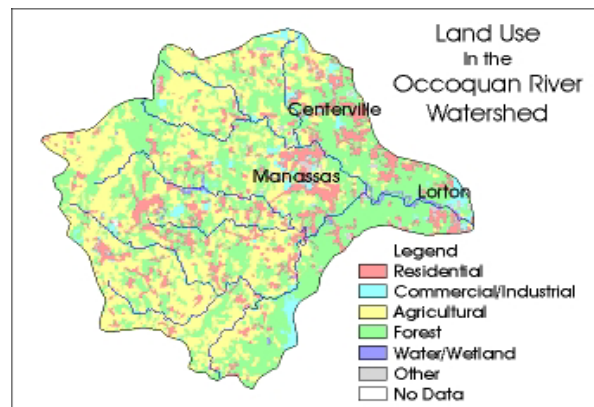 Land Use
In the
Occoquan River
Watershed
Centerville
Manassas
Lorton
Legend
Residential
Commercial/Industrial
Agricultural
Forest
Water/Wetland
Other
No Data